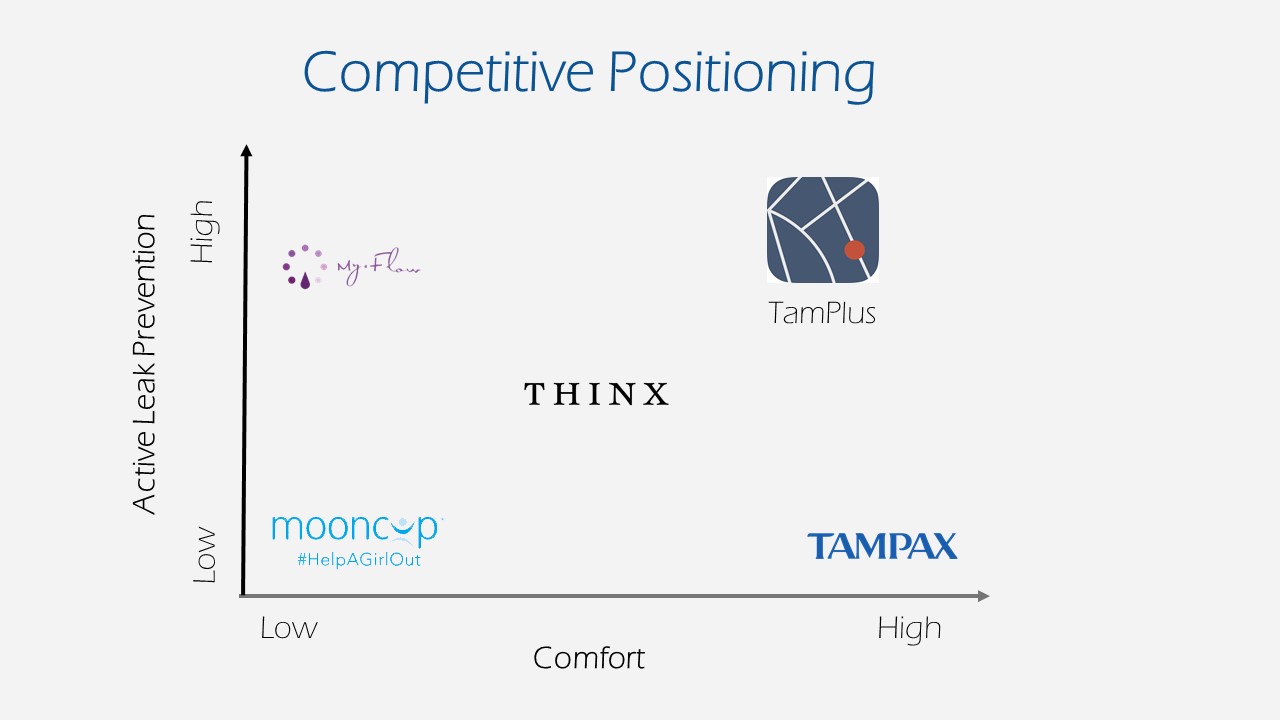 Competitive Positioning
High
Active Leak Prevention
My•Flow
TamPlus
THINX
Low
mooncup
#HelpAGirlOut
TAMPAX
Low
High
Comfort